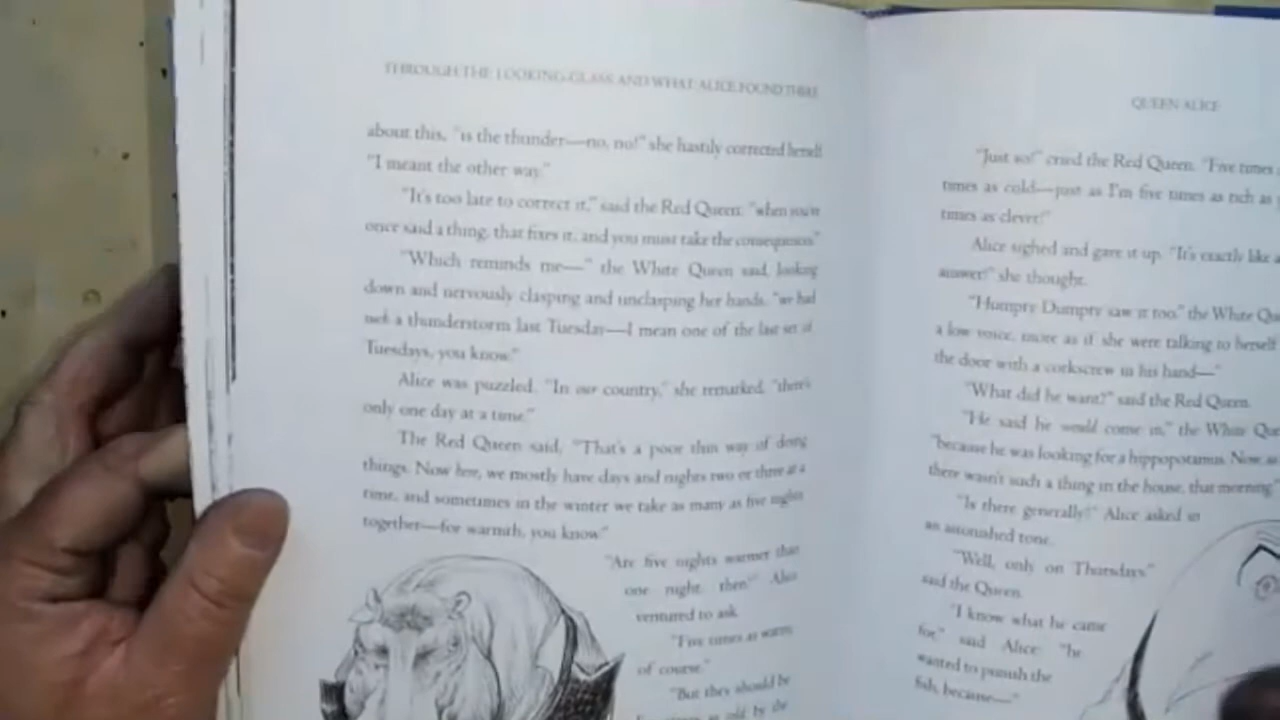 THROUGH THE LOOKING-GLASS AND WHAT ALICE FOUND THERE
about this, "is the thunder—no, no!" she hastily corrected herself.
"I meant the other way."
"It's too late to correct it," said the Red Queen: "when you've
once said a thing, that fixes it, and you must take the consequences."
"Which reminds me—" the White Queen said, looking
down and nervously clasping and unclasping her hands, "we had
such a thunderstorm last Tuesday—I mean one of the last set of
Tuesdays, you know."
Alice was puzzled. "In our country," she remarked, "there's
only one day at a time."
The Red Queen said, "That's a poor thin way of doing
things. Now here, we mostly have days and nights two or three at a
time, and sometimes in the winter we take as many as five nights
together—for warmth, you know."
"Are five nights warmer than
one night, then?" Alice
ventured to ask.
"Five times as warm,
of course."
"But they should be
as cold by the
QUEEN ALICE
"Just so!" cried the Red Queen. "Five times
times as cold—just as I'm five times as rich as
times as clever!"
Alice sighed and gave it up. "It's exactly like a
answer!" she thought.
"Humpty Dumpty saw it too," the White
a low voice, more as if she were talking to herself
the door with a corkscrew in his hand—"
"What did he want?" said the Red Queen.
"He said he would come in," the White
"because he was looking for a hippopotamus. Now, as
there wasn't such a thing in the house, that morning."
"Is there generally?" Alice asked in
an astonished tone.
"Well, only on Thursdays,"
said the Queen.
"I know what he came
for," said Alice: "he
wanted to punish the
fish, because—"